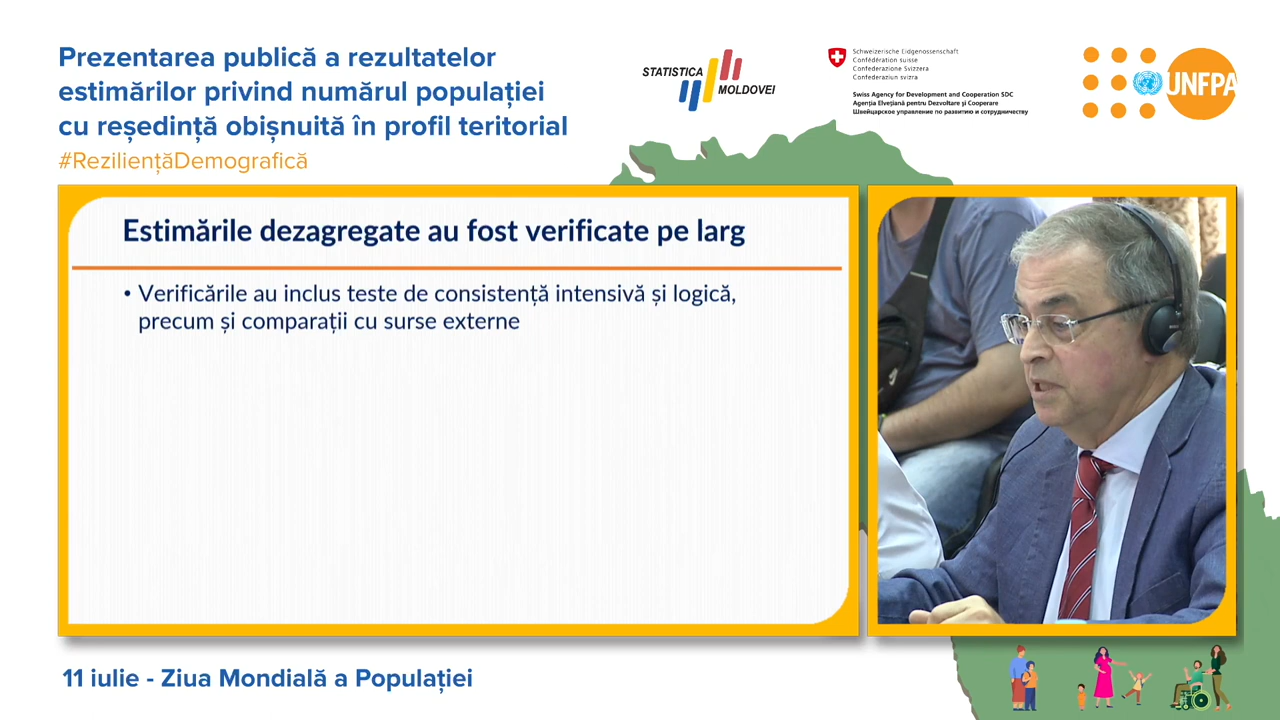 Prezentarea publică a rezultatelor
estimărilor privind numărul populației
cu reședință obișnuită în profil teritorial
#ReziliențăDemografică
STATISTICA
MOLDOVEI
Schweizerische Eidgenossenschaft
Confédération suisse
Confederazione Svizzera
Confederaziun svizra
Swiss Agency for Development and Cooperation SDC
Agenția Elvețiană pentru Dezvoltare și Cooperare
Швейцарское управление по развитию и сотрудничеству
UNFPA
Estimările dezagregate au fost verificate pe larg
• Verificările au inclus teste de consistență intensivă și logică,
precum și comparații cu surse externe
11 iulie - Ziua Mondială a Populației